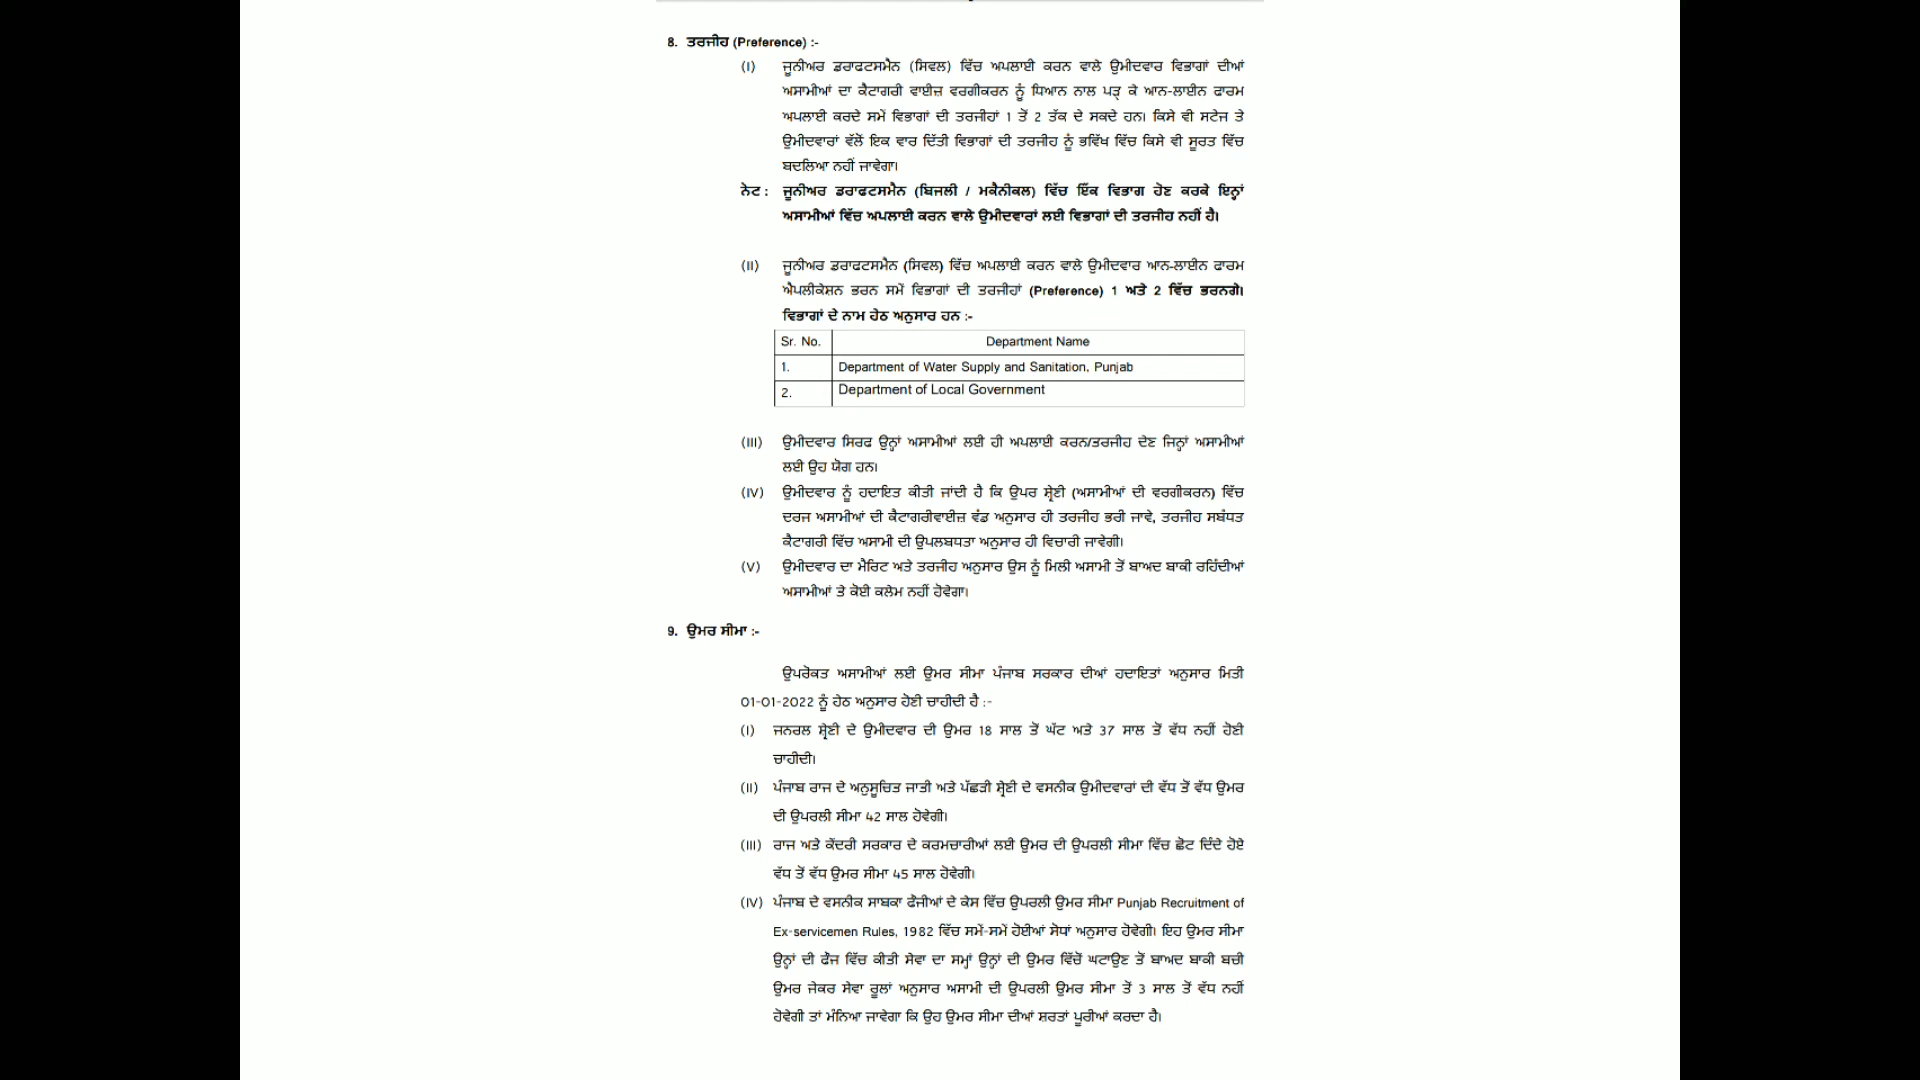 8. ਤਰਜੀਹ (Preference) :-
(I) ਜੂਨੀਅਰ ਡਰਾਫਟਸਮੈਨ (ਸਿਵਲ) ਵਿੱਚ ਅਪਲਾਈ ਕਰਨ ਵਾਲੇ ਉਮੀਦਵਾਰ ਵਿਭਾਗਾਂ ਦੀਆਂ
ਅਸਾਮੀਆਂ ਦਾ ਕੈਟਾਗਰੀ ਵਾਈਜ਼ ਵਰਗੀਕਰਨ ਨੂੰ ਧਿਆਨ ਨਾਲ ਪੜ੍ਹ ਕੇ ਆਨ-ਲਾਈਨ ਫਾਰਮ
ਅਪਲਾਈ ਕਰਦੇ ਸਮੇਂ ਵਿਭਾਗਾਂ ਦੀ ਤਰਜੀਹਾਂ 1 ਤੋਂ 2 ਤੱਕ ਦੇ ਸਕਦੇ ਹਨ। ਕਿਸੇ ਵੀ ਸਟੇਜ ਤੇ
ਉਮੀਦਵਾਰਾਂ ਵੱਲੋਂ ਇਕ ਵਾਰ ਦਿੱਤੀ ਵਿਭਾਗਾਂ ਦੀ ਤਰਜੀਹ ਨੂੰ ਭਵਿੱਖ ਵਿੱਚ ਕਿਸੇ ਵੀ ਸੂਰਤ ਵਿੱਚ
ਬਦਲਿਆ ਨਹੀਂ ਜਾਵੇਗਾ।
ਨੋਟ : ਜੂਨੀਅਰ ਡਰਾਫਟਸਮੈਨ (ਬਿਜਲੀ / ਮਕੈਨੀਕਲ) ਵਿੱਚ ਇੱਕ ਵਿਭਾਗ ਹੋਣ ਕਰਕੇ ਇਨ੍ਹਾਂ
ਅਸਾਮੀਆਂ ਵਿੱਚ ਅਪਲਾਈ ਕਰਨ ਵਾਲੇ ਉਮੀਦਵਾਰਾਂ ਲਈ ਵਿਭਾਗਾਂ ਦੀ ਤਰਜੀਹ ਨਹੀਂ ਹੈ।
(II) ਜੂਨੀਅਰ ਡਰਾਫਟਸਮੈਨ (ਸਿਵਲ) ਵਿੱਚ ਅਪਲਾਈ ਕਰਨ ਵਾਲੇ ਉਮੀਦਵਾਰ ਆਨ-ਲਾਈਨ ਫਾਰਮ
ਐਪਲੀਕੇਸ਼ਨ ਭਰਨ ਸਮੇਂ ਵਿਭਾਗਾਂ ਦੀ ਤਰਜੀਹਾਂ (Preference) 1 ਅਤੇ 2 ਵਿੱਚ ਭਰਨਗੇ।
ਵਿਭਾਗਾਂ ਦੇ ਨਾਮ ਹੇਠ ਅਨੁਸਾਰ ਹਨ :-
Sr. No. Department Name
1. Department of Water Supply and Sanitation, Punjab
2. Department of Local Government
(III) ਉਮੀਦਵਾਰ ਸਿਰਫ ਉਨ੍ਹਾਂ ਅਸਾਮੀਆਂ ਲਈ ਹੀ ਅਪਲਾਈ ਕਰਨ/ਤਰਜੀਹ ਦੇਣ ਜਿਨ੍ਹਾਂ ਅਸਾਮੀਆਂ
ਲਈ ਉਹ ਯੋਗ ਹਨ।
(IV) ਉਮੀਦਵਾਰ ਨੂੰ ਹਦਾਇਤ ਕੀਤੀ ਜਾਂਦੀ ਹੈ ਕਿ ਉਪਰ ਸ਼੍ਰੇਣੀ (ਅਸਾਮੀਆਂ ਦੀ ਵਰਗੀਕਰਨ) ਵਿੱਚ
ਦਰਜ ਅਸਾਮੀਆਂ ਦੀ ਕੈਟਾਗਰੀਵਾਈਜ਼ ਵੰਡ ਅਨੁਸਾਰ ਹੀ ਤਰਜੀਹ ਭਰੀ ਜਾਵੇ, ਤਰਜੀਹ ਸਬੰਧਤ
ਕੈਟਾਗਰੀ ਵਿੱਚ ਅਸਾਮੀ ਦੀ ਉਪਲਬਧਤਾ ਅਨੁਸਾਰ ਹੀ ਵਿਚਾਰੀ ਜਾਵੇਗੀ।
(V) ਉਮੀਦਵਾਰ ਦਾ ਮੈਰਿਟ ਅਤੇ ਤਰਜੀਹ ਅਨੁਸਾਰ ਉਸ ਨੂੰ ਮਿਲੀ ਅਸਾਮੀ ਤੋਂ ਬਾਅਦ ਬਾਕੀ ਰਹਿੰਦੀਆਂ
ਅਸਾਮੀਆਂ ਤੇ ਕੋਈ ਕਲੇਮ ਨਹੀਂ ਹੋਵੇਗਾ।
9. ਉਮਰ ਸੀਮਾ :-
ਉਪਰੋਕਤ ਅਸਾਮੀਆਂ ਲਈ ਉਮਰ ਸੀਮਾ ਪੰਜਾਬ ਸਰਕਾਰ ਦੀਆਂ ਹਦਾਇਤਾਂ ਅਨੁਸਾਰ ਮਿਤੀ
01-01-2022 ਨੂੰ ਹੇਠ ਅਨੁਸਾਰ ਹੋਣੀ ਚਾਹੀਦੀ ਹੈ :-
(I) ਜਨਰਲ ਸ਼੍ਰੇਣੀ ਦੇ ਉਮੀਦਵਾਰ ਦੀ ਉਮਰ 18 ਸਾਲ ਤੋਂ ਘੱਟ ਅਤੇ 37 ਸਾਲ ਤੋਂ ਵੱਧ ਨਹੀਂ ਹੋਣੀ
ਚਾਹੀਦੀ।
(II) ਪੰਜਾਬ ਰਾਜ ਦੇ ਅਨੁਸੂਚਿਤ ਜਾਤੀ ਅਤੇ ਪੱਛੜੀ ਸ਼੍ਰੇਣੀ ਦੇ ਵਸਨੀਕ ਉਮੀਦਵਾਰਾਂ ਦੀ ਵੱਧ ਤੋਂ ਵੱਧ ਉਮਰ
ਦੀ ਉਪਰਲੀ ਸੀਮਾ 42 ਸਾਲ ਹੋਵੇਗੀ।
(III) ਰਾਜ ਅਤੇ ਕੇਂਦਰੀ ਸਰਕਾਰ ਦੇ ਕਰਮਚਾਰੀਆਂ ਲਈ ਉਮਰ ਦੀ ਉਪਰਲੀ ਸੀਮਾ ਵਿੱਚ ਛੋਟ ਦਿੰਦੇ ਹੋਏ
ਵੱਧ ਤੋਂ ਵੱਧ ਉਮਰ ਸੀਮਾ 45 ਸਾਲ ਹੋਵੇਗੀ।
(IV) ਪੰਜਾਬ ਦੇ ਵਸਨੀਕ ਸਾਬਕਾ ਫੌਜੀਆਂ ਦੇ ਕੇਸ ਵਿੱਚ ਉਪਰਲੀ ਉਮਰ ਸੀਮਾ Punjab Recruitment of
Ex-servicemen Rules, 1982 ਵਿੱਚ ਸਮੇਂ-ਸਮੇਂ ਹੋਈਆਂ ਸੋਧਾਂ ਅਨੁਸਾਰ ਹੋਵੇਗੀ। ਇਹ ਉਮਰ ਸੀਮਾ
ਉਨ੍ਹਾਂ ਦੀ ਫੌਜ ਵਿੱਚ ਕੀਤੀ ਸੇਵਾ ਦਾ ਸਮਾਂ ਉਨ੍ਹਾਂ ਦੀ ਉਮਰ ਵਿੱਚੋਂ ਘਟਾਉਣ ਤੋਂ ਬਾਅਦ ਬਾਕੀ ਬਚੀ
ਉਮਰ ਜੇਕਰ ਸੇਵਾ ਰੂਲਾਂ ਅਨੁਸਾਰ ਅਸਾਮੀ ਦੀ ਉਪਰਲੀ ਉਮਰ ਸੀਮਾ ਤੋਂ 3 ਸਾਲ ਤੋਂ ਵੱਧ ਨਹੀਂ
ਹੋਵੇਗੀ ਤਾਂ ਮੰਨਿਆ ਜਾਵੇਗਾ ਕਿ ਉਹ ਉਮਰ ਸੀਮਾ ਦੀਆਂ ਸ਼ਰਤਾਂ ਪੂਰੀਆਂ ਕਰਦਾ ਹੈ।